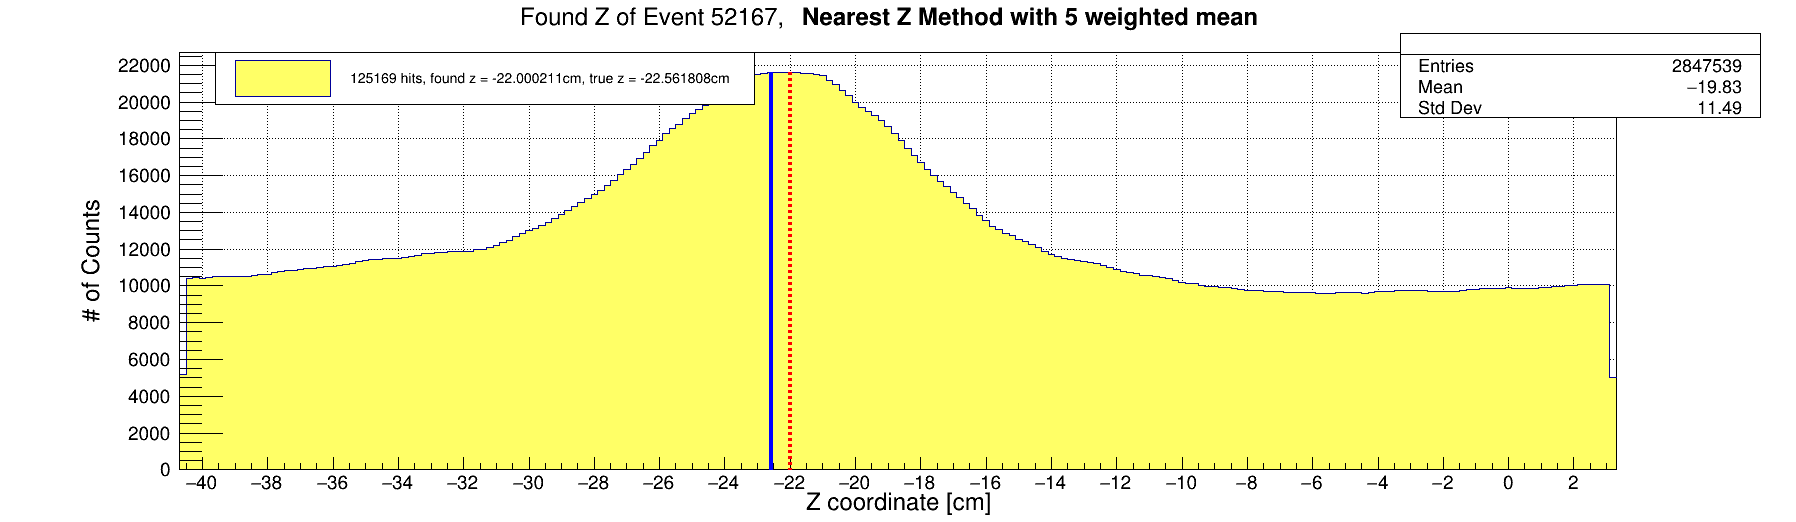 Found Z of Event 52167, Nearest Z Method with 5 weighted mean
125169 hits, found z = -22.000211cm, true z = -22.561808cm
Entries 2847539
Mean −19.83
Std Dev 11.49
# of Counts
22000
20000
18000
16000
14000
12000
10000
8000
6000
4000
2000
0
−40 −38 −36 −34 −32 −30 −28 −26 −24 −22 −20 −18 −16 −14 −12 −10 −8 −6 −4 −2 0 2
Z coordinate [cm]